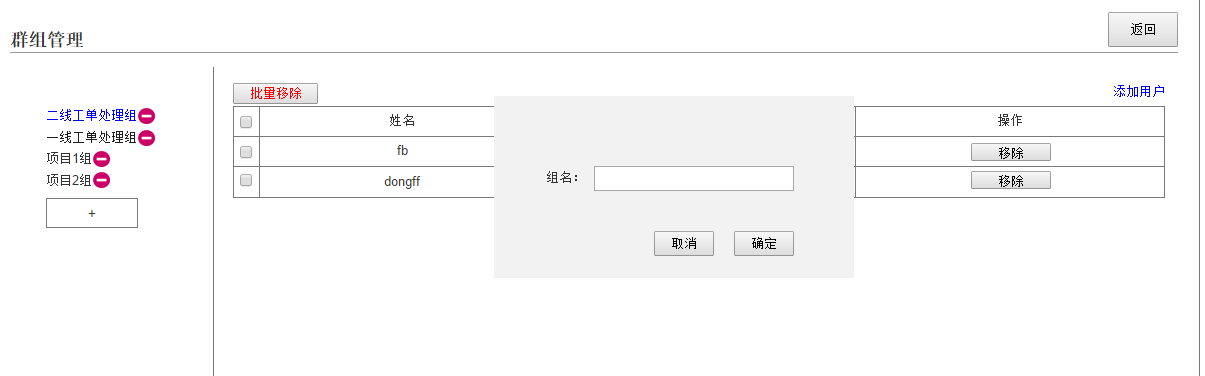 群组管理
返回
二线工单处理组
一线工单处理组
项目1组
项目2组
+
批量移除
添加用户
姓名
操作
fb
移除
dongff
移除
组名：
取消
确定